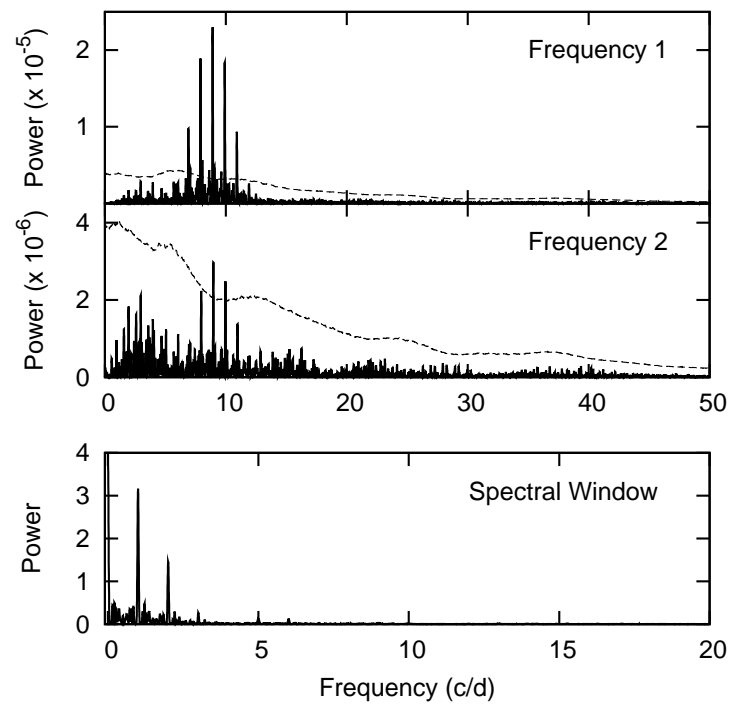 Power (x 10^-5)
2
1
Frequency 1
Power (x 10^-6)
4
2
0
Frequency 2
0 10 20 30 40 50
Power
4
3
2
1
0
Spectral Window
0 5 10 15 20
Frequency (c/d)